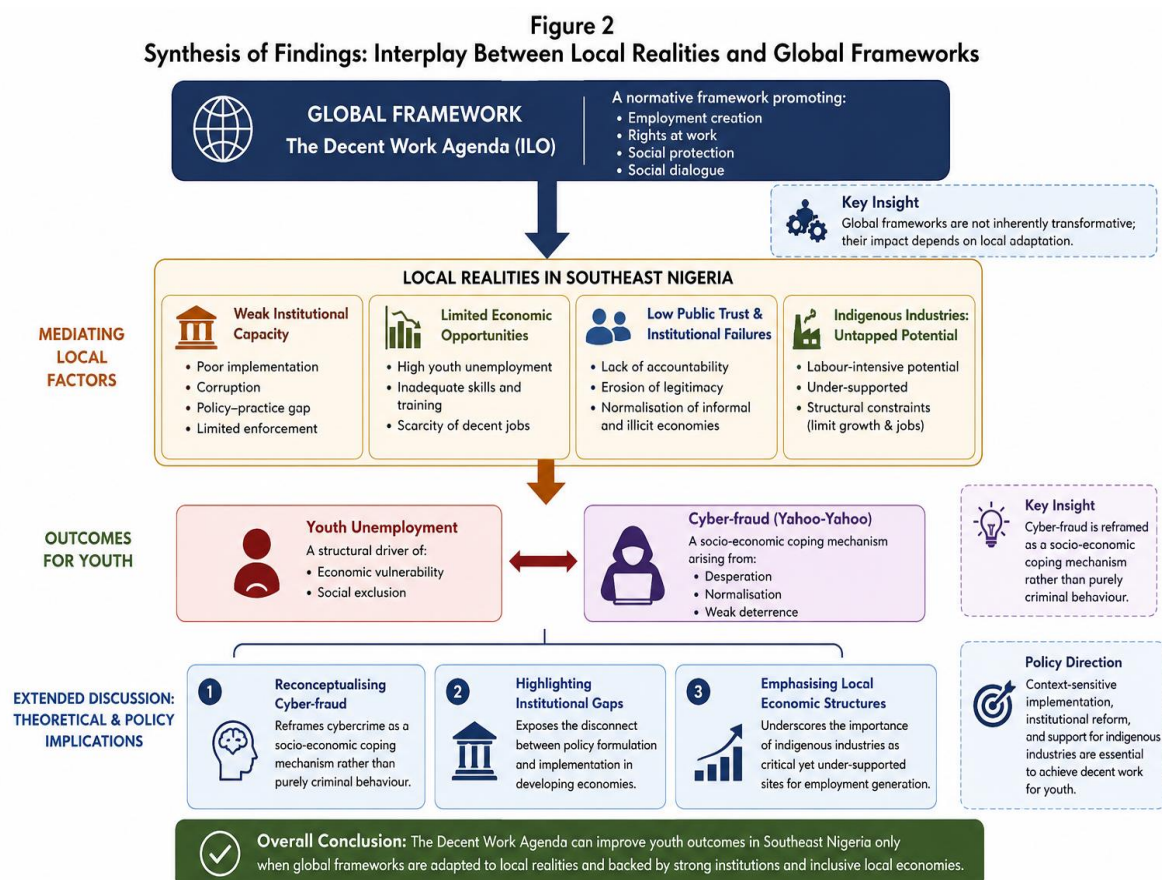 Figure 2
Synthesis of Findings: Interplay Between Local Realities and Global Frameworks
GLOBAL FRAMEWORK
The Decent Work Agenda (ILO)
A normative framework promoting:
• Employment creation
• Rights at work
• Social protection
• Social dialogue
Key Insight
Global frameworks are not inherently transformative;
their impact depends on local adaptation.
MEDIATING
LOCAL
FACTORS
LOCAL REALITIES IN SOUTHEAST NIGERIA
Weak Institutional
Capacity
• Poor implementation
• Corruption
• Policy–practice gap
• Limited enforcement
Limited Economic
Opportunities
• High youth unemployment
• Inadequate skills and
training
• Scarcity of decent jobs
Low Public Trust &
Institutional Failures
• Lack of accountability
• Erosion of legitimacy
• Normalisation of informal
and illicit economies
Indigenous Industries:
Untapped Potential
• Labour-intensive potential
• Under-supported
• Structural constraints
(limit growth & jobs)
OUTCOMES
FOR YOUTH
Youth Unemployment
A structural driver of:
• Economic vulnerability
• Social exclusion
Cyber-fraud (Yahoo-Yahoo)
A socio-economic coping mechanism
arising from:
• Desperation
• Normalisation
• Weak deterrence
Key Insight
Cyber-fraud is reframed
as a socio-economic
coping mechanism
rather than purely
criminal behaviour.
EXTENDED DISCUSSION:
THEORETICAL & POLICY
IMPLICATIONS
1
Reconceptualising
Cyber-fraud
Reframes cybercrime as a
socio-economic coping
mechanism rather than
purely criminal behaviour.
2
Highlighting
Institutional Gaps
Exposes the disconnect
between policy formulation
and implementation in
developing economies.
3
Emphasising Local
Economic Structures
Underscores the importance
of indigenous industries as
critical yet under-supported
sites for employment generation.
Policy Direction
Context-sensitive
implementation,
institutional reform,
and support for indigenous
industries are essential
to achieve decent work
for youth.
Overall Conclusion: The Decent Work Agenda can improve youth outcomes in Southeast Nigeria only
when global frameworks are adapted to local realities and backed by strong institutions and inclusive local economies.